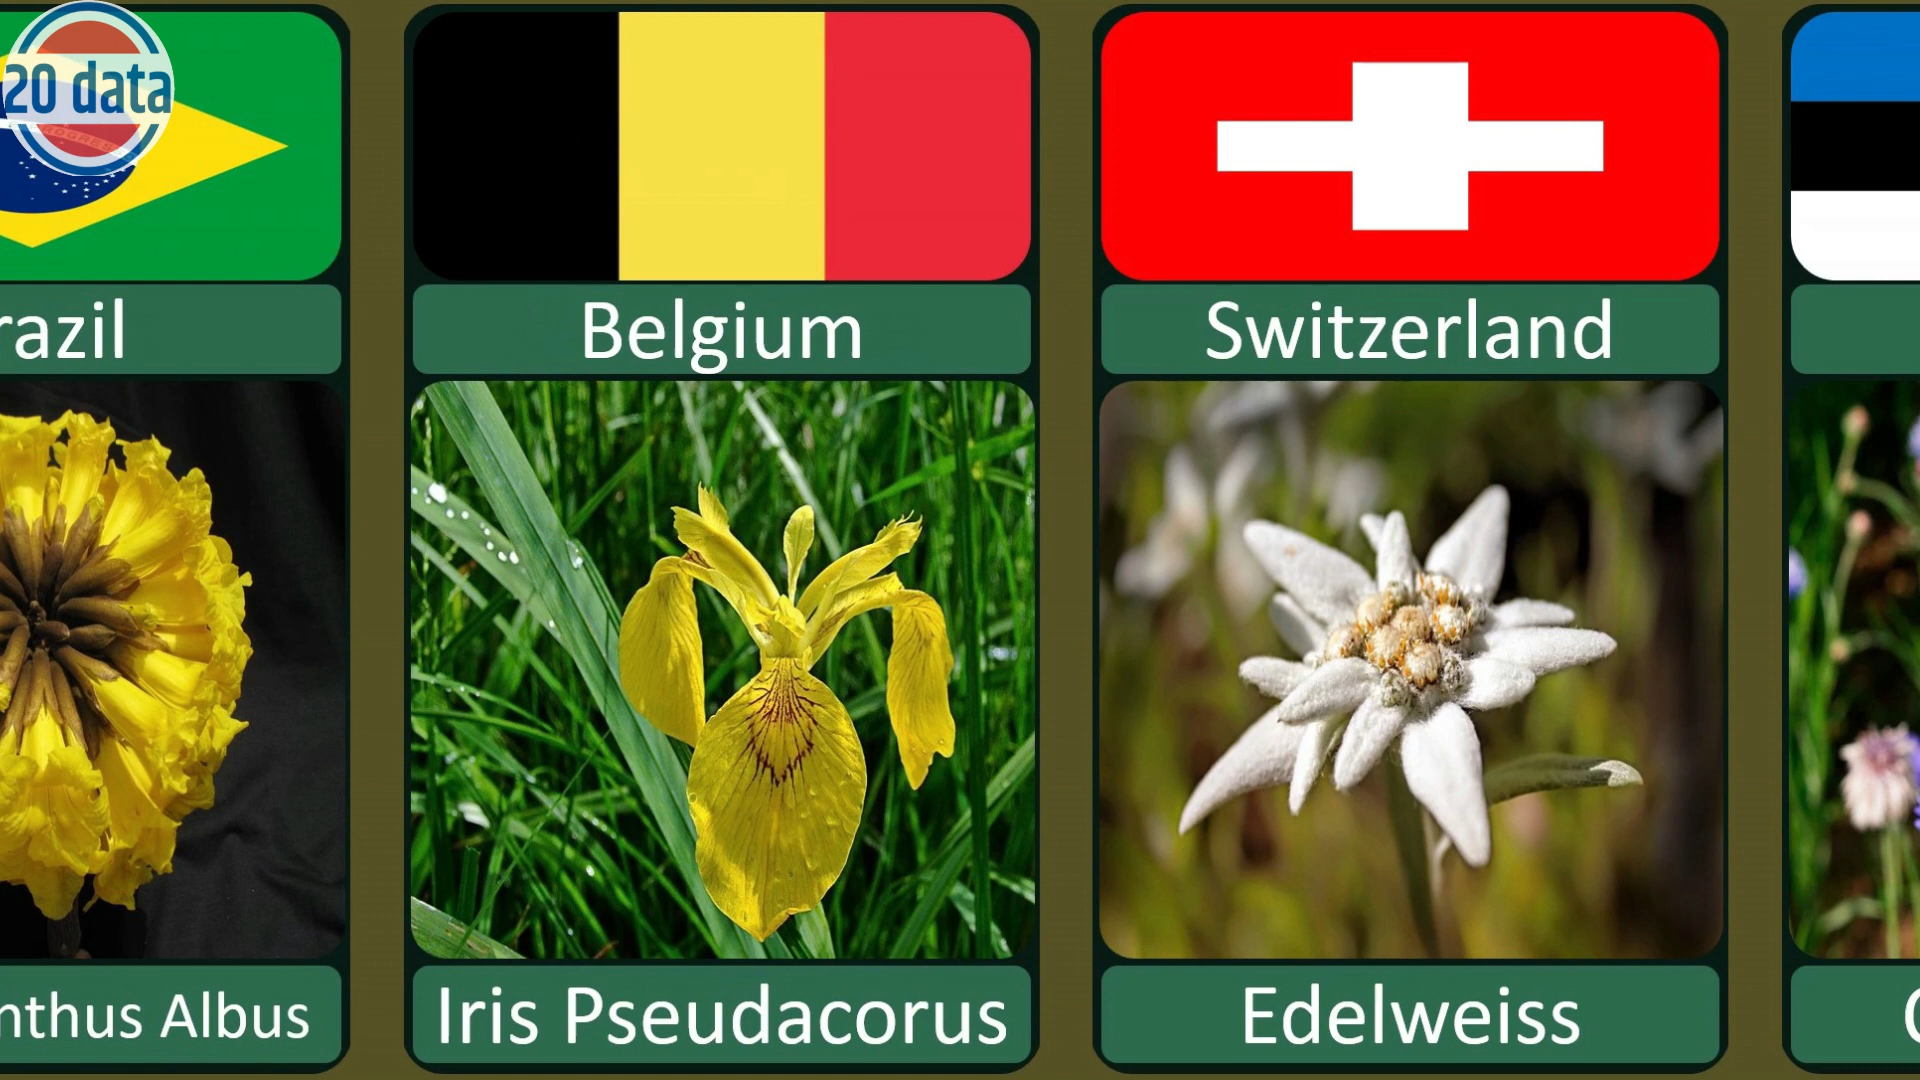 20 data
razil
Belgium
Switzerland
nthus Albus
Iris Pseudacorus
Edelweiss